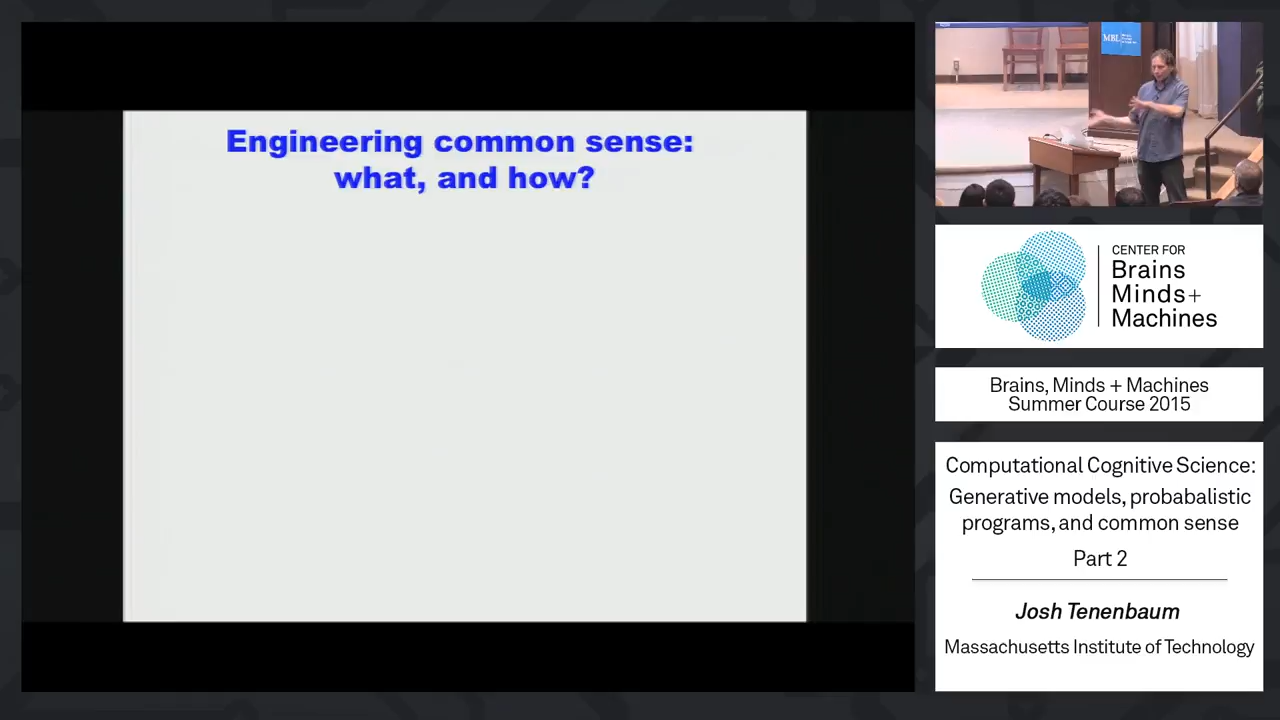 Engineering common sense:
what, and how?
MBL
CENTER FOR
Brains
Minds+
Machines
Brains, Minds + Machines
Summer Course 2015
Computational Cognitive Science:
Generative models, probabalistic
programs, and common sense
Part 2
Josh Tenenbaum
Massachusetts Institute of Technology